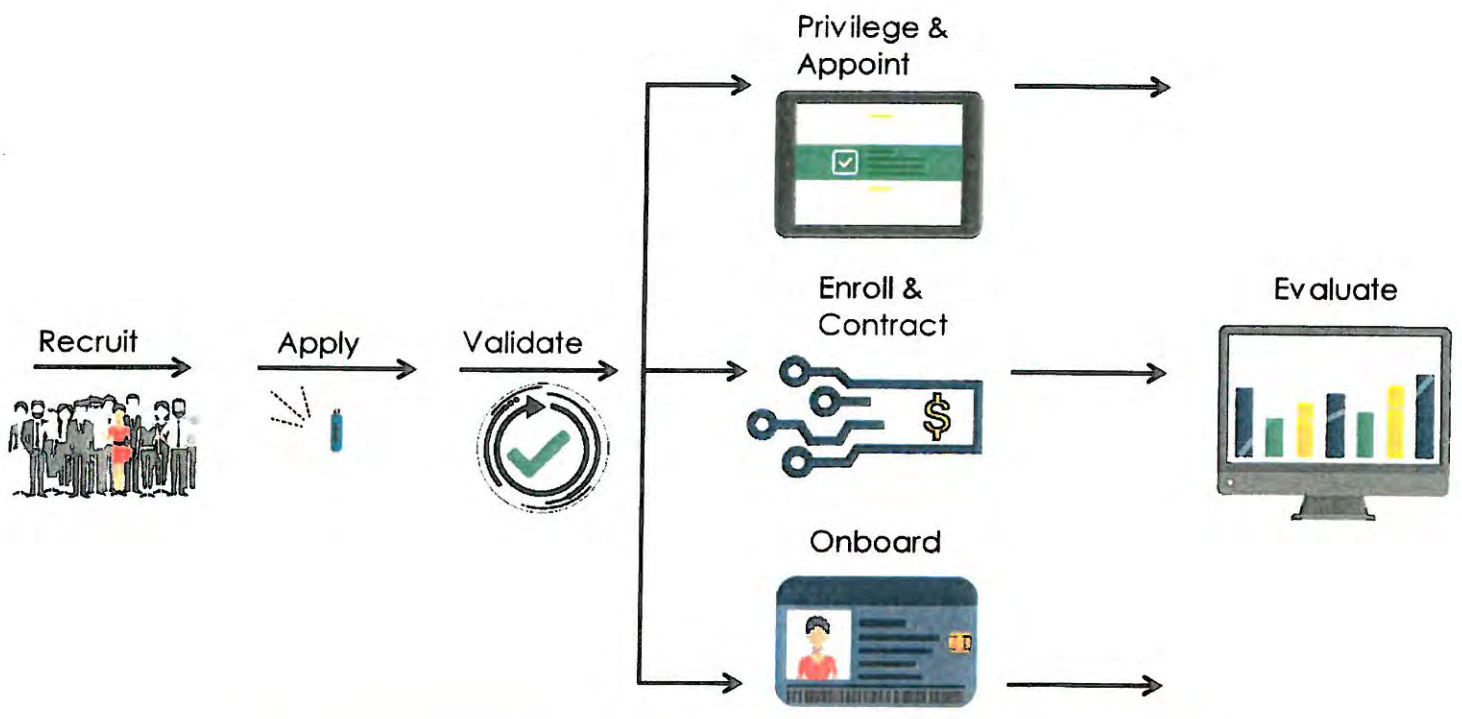 Privilege &
Appoint
Enroll &
Contract
Evaluate
Recruit
Apply
Validate
$
Onboard